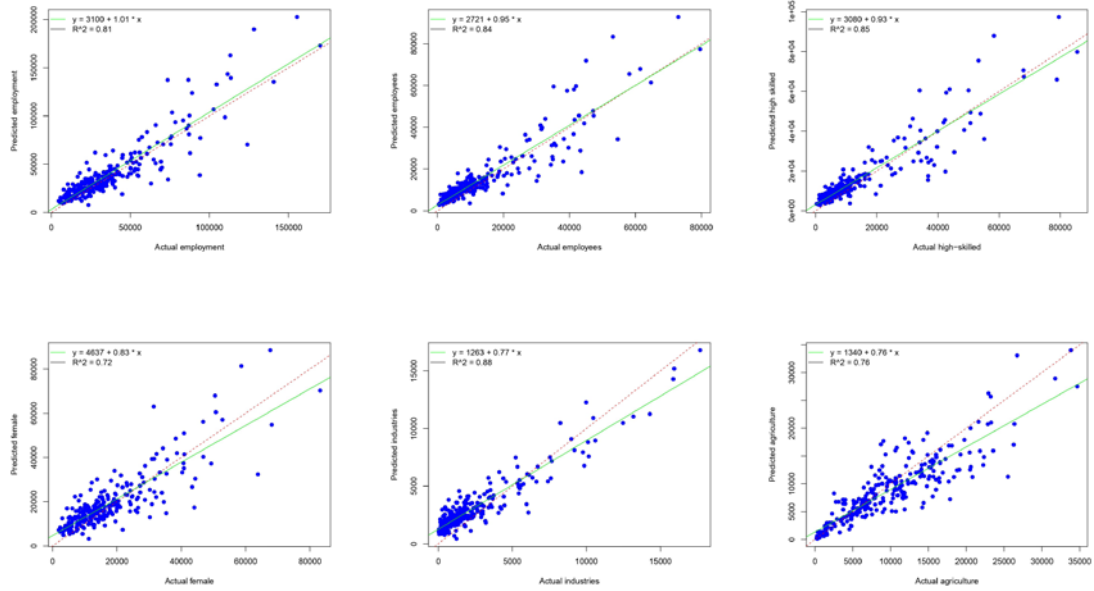 y = 3100 + 1.01 * x
R^2 = 0.81
Predicted employment
0
50000
100000
150000
200000
0
50000
100000
150000
Actual employment
y = 2721 + 0.95 * x
R^2 = 0.84
Predicted employees
0
20000
40000
60000
80000
0
20000
40000
60000
80000
Actual employees
y = 3080 + 0.93 * x
R^2 = 0.85
Predicted high skilled
0e+00
2e+04
4e+04
6e+04
8e+04
1e+05
0
20000
40000
60000
80000
Actual high-skilled
y = 4637 + 0.83 * x
R^2 = 0.72
Predicted female
0
20000
40000
60000
80000
0
20000
40000
60000
80000
Actual female
y = 1263 + 0.77 * x
R^2 = 0.88
Predicted industries
0
5000
10000
15000
0
5000
10000
15000
Actual industries
y = 1340 + 0.76 * x
R^2 = 0.76
Predicted agriculture
0
5000
10000
20000
30000
0
5000
10000
15000
20000
25000
30000
35000
Actual agriculture